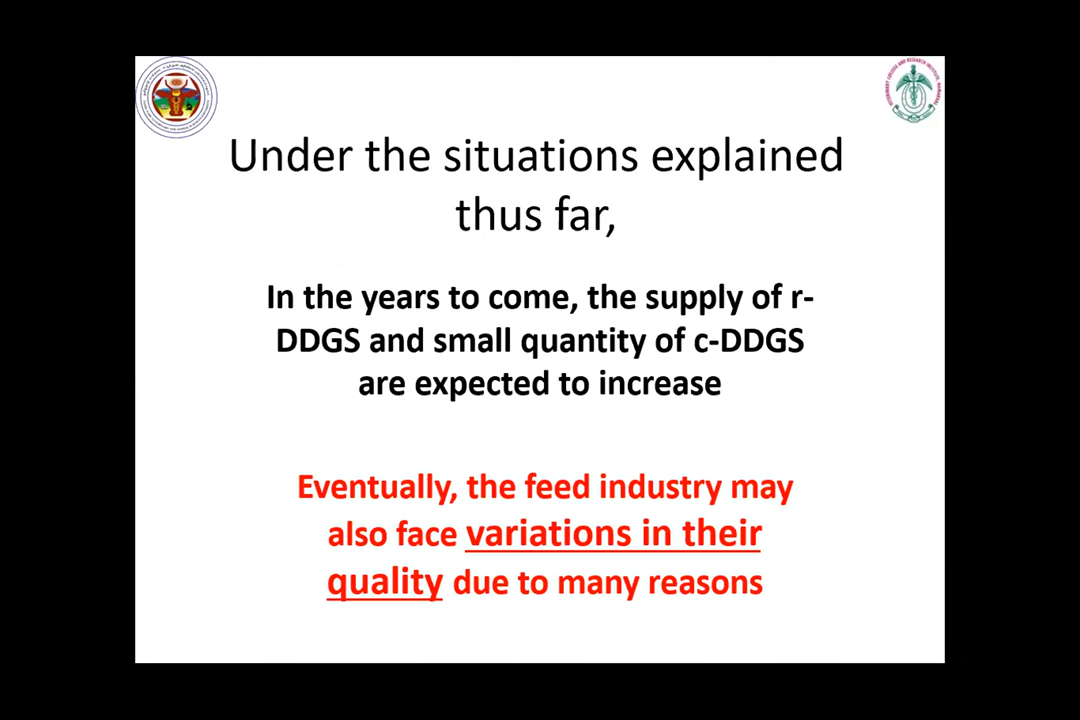 Under the situations explained
thus far,
In the years to come, the supply of r-
DDGS and small quantity of c-DDGS
are expected to increase
Eventually, the feed industry may
also face variations in their
quality due to many reasons